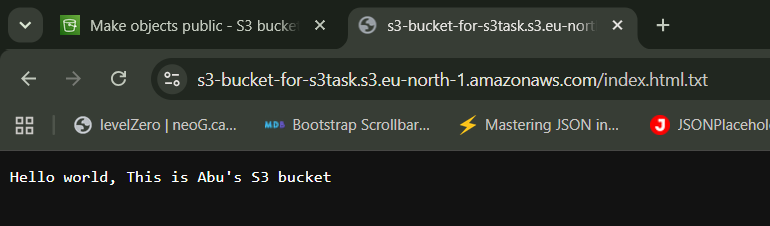 Make objects public - S3 bucke
s3-bucket-for-s3task.s3.eu-nort
s3-bucket-for-s3task.s3.eu-north-1.amazonaws.com/index.html.txt
levelZero | neoG.ca...
MDB Bootstrap Scrollbar...
Mastering JSON in...
J JSONPlacehol
Hello world, This is Abu's S3 bucket